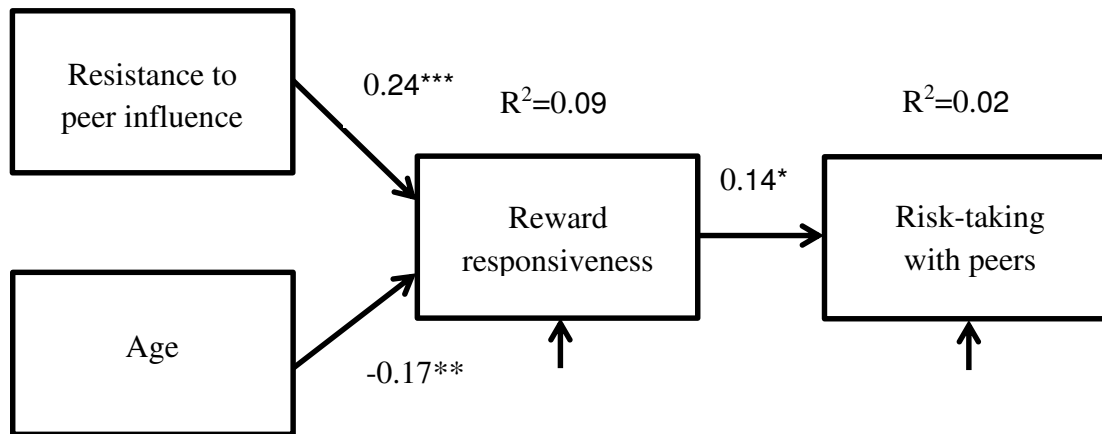 Resistance to
peer influence
0.24***
R²=0.09
R²=0.02
Reward
responsiveness
0.14*
Risk-taking
with peers
Age
-0.17**